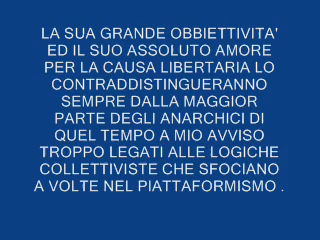 LA SUA GRANDE OBBIETTIVITA'
ED IL SUO ASSOLUTO AMORE
PER LA CAUSA LIBERTARIA LO
CONTRADDISTINGUERANNO
SEMPRE DALLA MAGGIOR
PARTE DEGLI ANARCHICI DI
QUEL TEMPO A MIO AVVISO
TROPPO LEGATI ALLE LOGICHE
COLLETTIVISTE CHE SFOCIANO
A VOLTE NEL PIATTAFORMISMO .